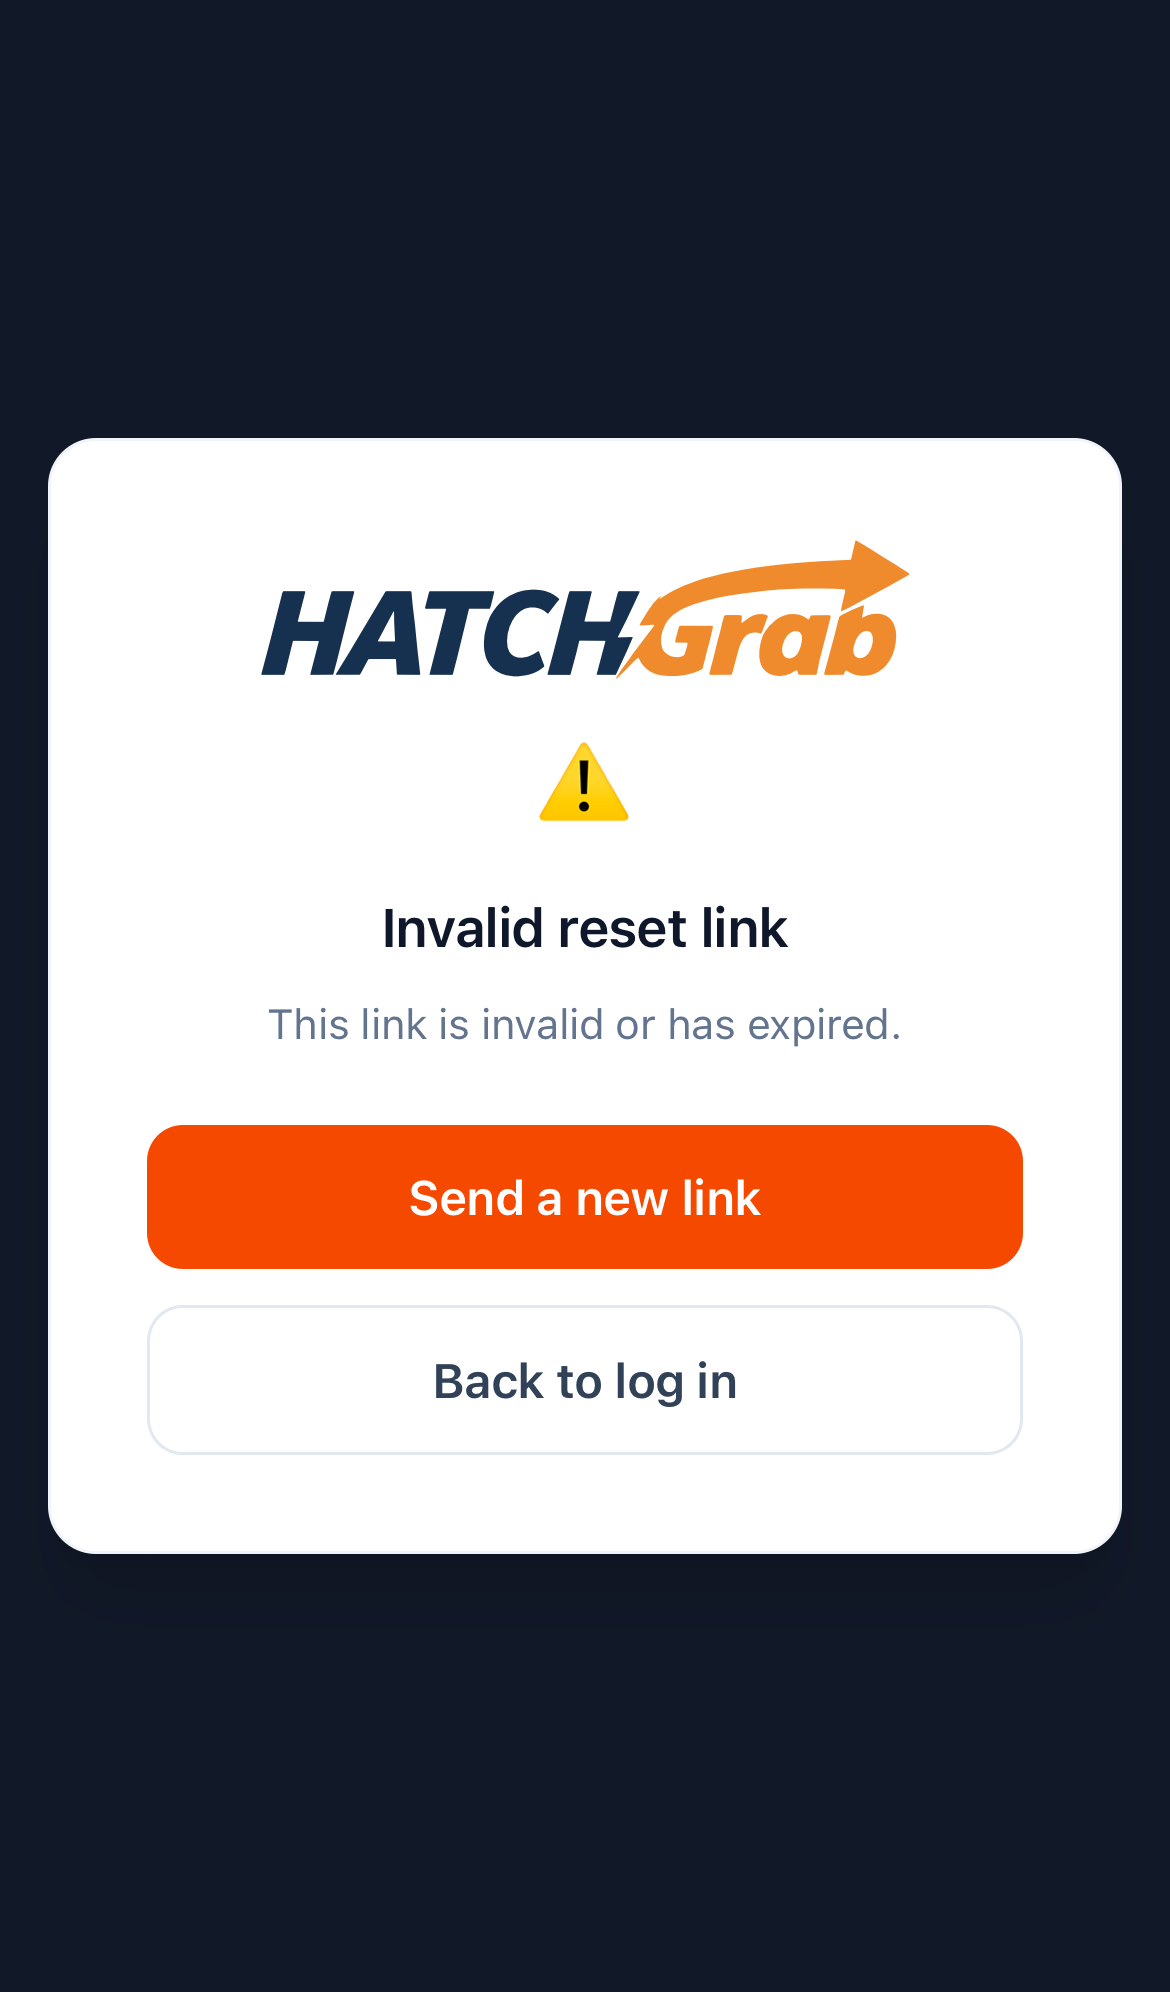 HATCHGrab
Invalid reset link
This link is invalid or has expired.
Send a new link
Back to log in